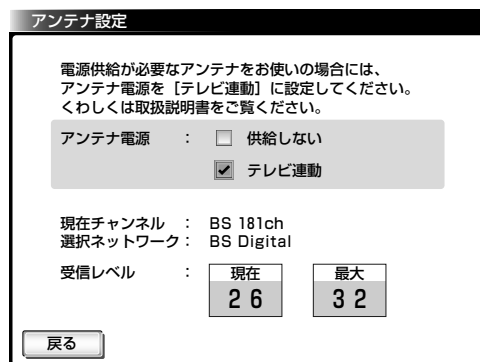 アンテナ設定
電源供給が必要なアンテナをお使いの場合には、
アンテナ電源を［テレビ連動］に設定してください。
くわしくは取扱説明書をご覧ください。
アンテナ電源 ： 供給しない
テレビ連動
現在チャンネル ： BS 181ch
選択ネットワーク： BS Digital
受信レベル ： 現在 最大
26 32
戻る